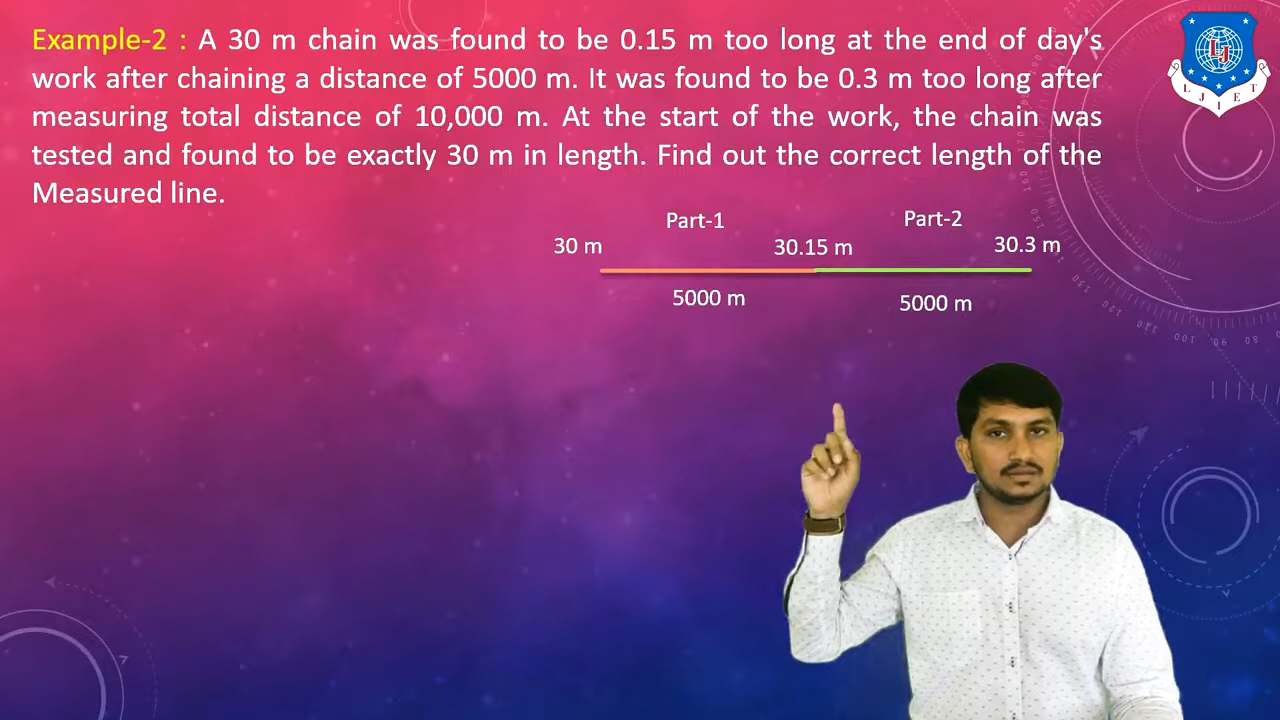 Example-2 : A 30 m chain was found to be 0.15 m too long at the end of day's
work after chaining a distance of 5000 m. It was found to be 0.3 m too long after
measuring total distance of 10,000 m. At the start of the work, the chain was
tested and found to be exactly 30 m in length. Find out the correct length of the
Measured line.
Part-1 Part-2
30 m 30.15 m 30.3 m
5000 m 5000 m
LJ
L J I E T